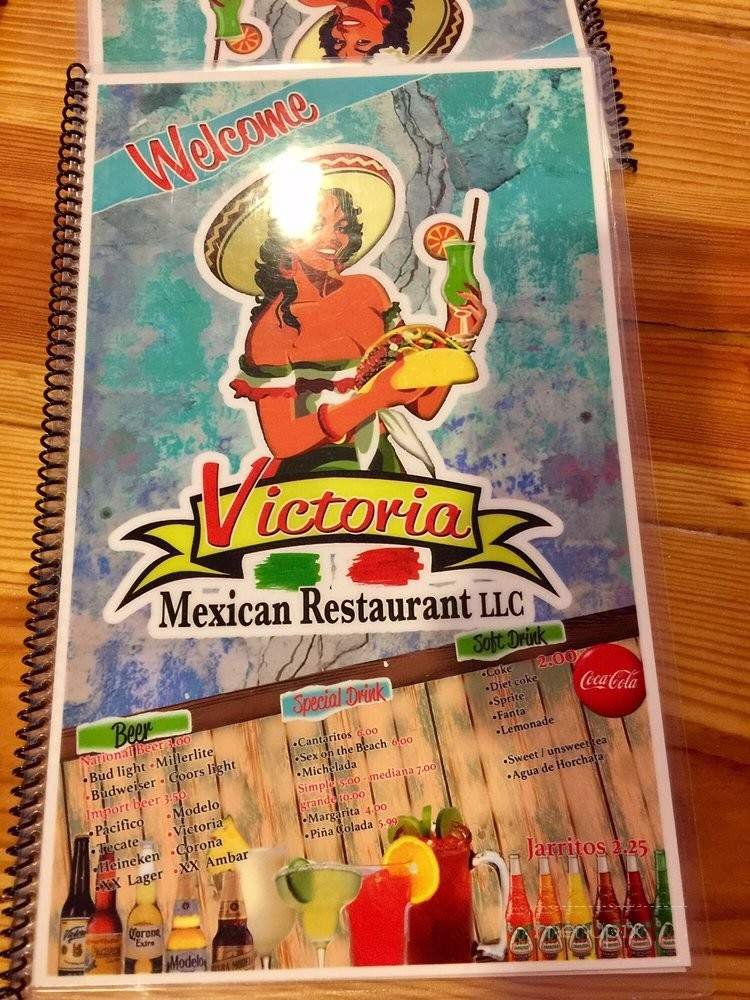 Welcome
Victoria
Mexican Restaurant LLC
Soft Drink
•Coke 2.00
•Diet coke
•Sprite
•Fanta
•Lemonade
•Sweet / unsweet tea
•Agua de Horchata
Coca-Cola
Jarritos 2.25
Special Drink
•Cantaritos 6.00
•Sex on the Beach 6.00
•Michelada
Simple 5.00 - mediana 7.00
grande 10.00
•Margarita 4.00
•Piña Colada 5.99
Beer
National Beer 3.00
•Bud light •Millerlite
•Budweiser •Coors light
Import beer 3.50
•Pacifico •Modelo
•Tecate •Victoria
•Heineken •Corona
•XX Lager •XX Ambar
Corona
Extra
Modelo